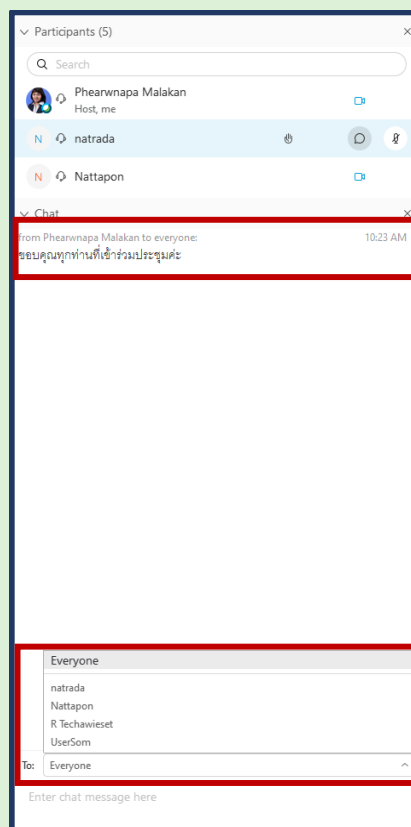 Participants (5)
Search
Phearwnapa Malakan
Host, me
N natrada
N Nattapon
Chat
from Phearwnapa Malakan to everyone: 10:23 AM
ขอบคุณทุกท่านที่เข้าร่วมประชุมค่ะ
Everyone
natrada
Nattapon
R Techawieset
UserSom
To: Everyone
Enter chat message here